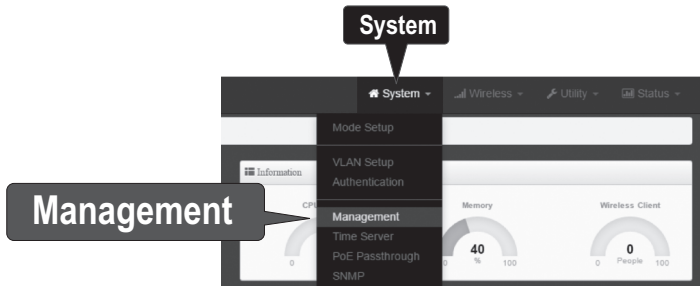 System
System Wireless Utility Status
Mode Setup
VLAN Setup
Information
Authentication
Management
CPU Memory Wireless Client
Management
Time Server
PoE Passthrough
SNMP
0
40
0 % 100
0
0 People 100